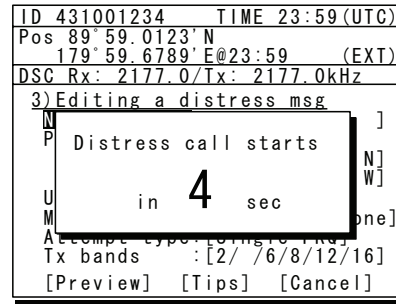 ID 431001234 TIME 23:59(UTC)
Pos 89°59.0123'N
179°59.6789'E@23:59 (EXT)
DSC Rx: 2177.0/Tx: 2177.0kHz
3)Editing a distress msg
N ]
P
Distress call starts
N]
W]
in 4 sec
U
M one]
Tx bands :[2/ /6/8/12/16]
[Preview] [Tips] [Cancel]